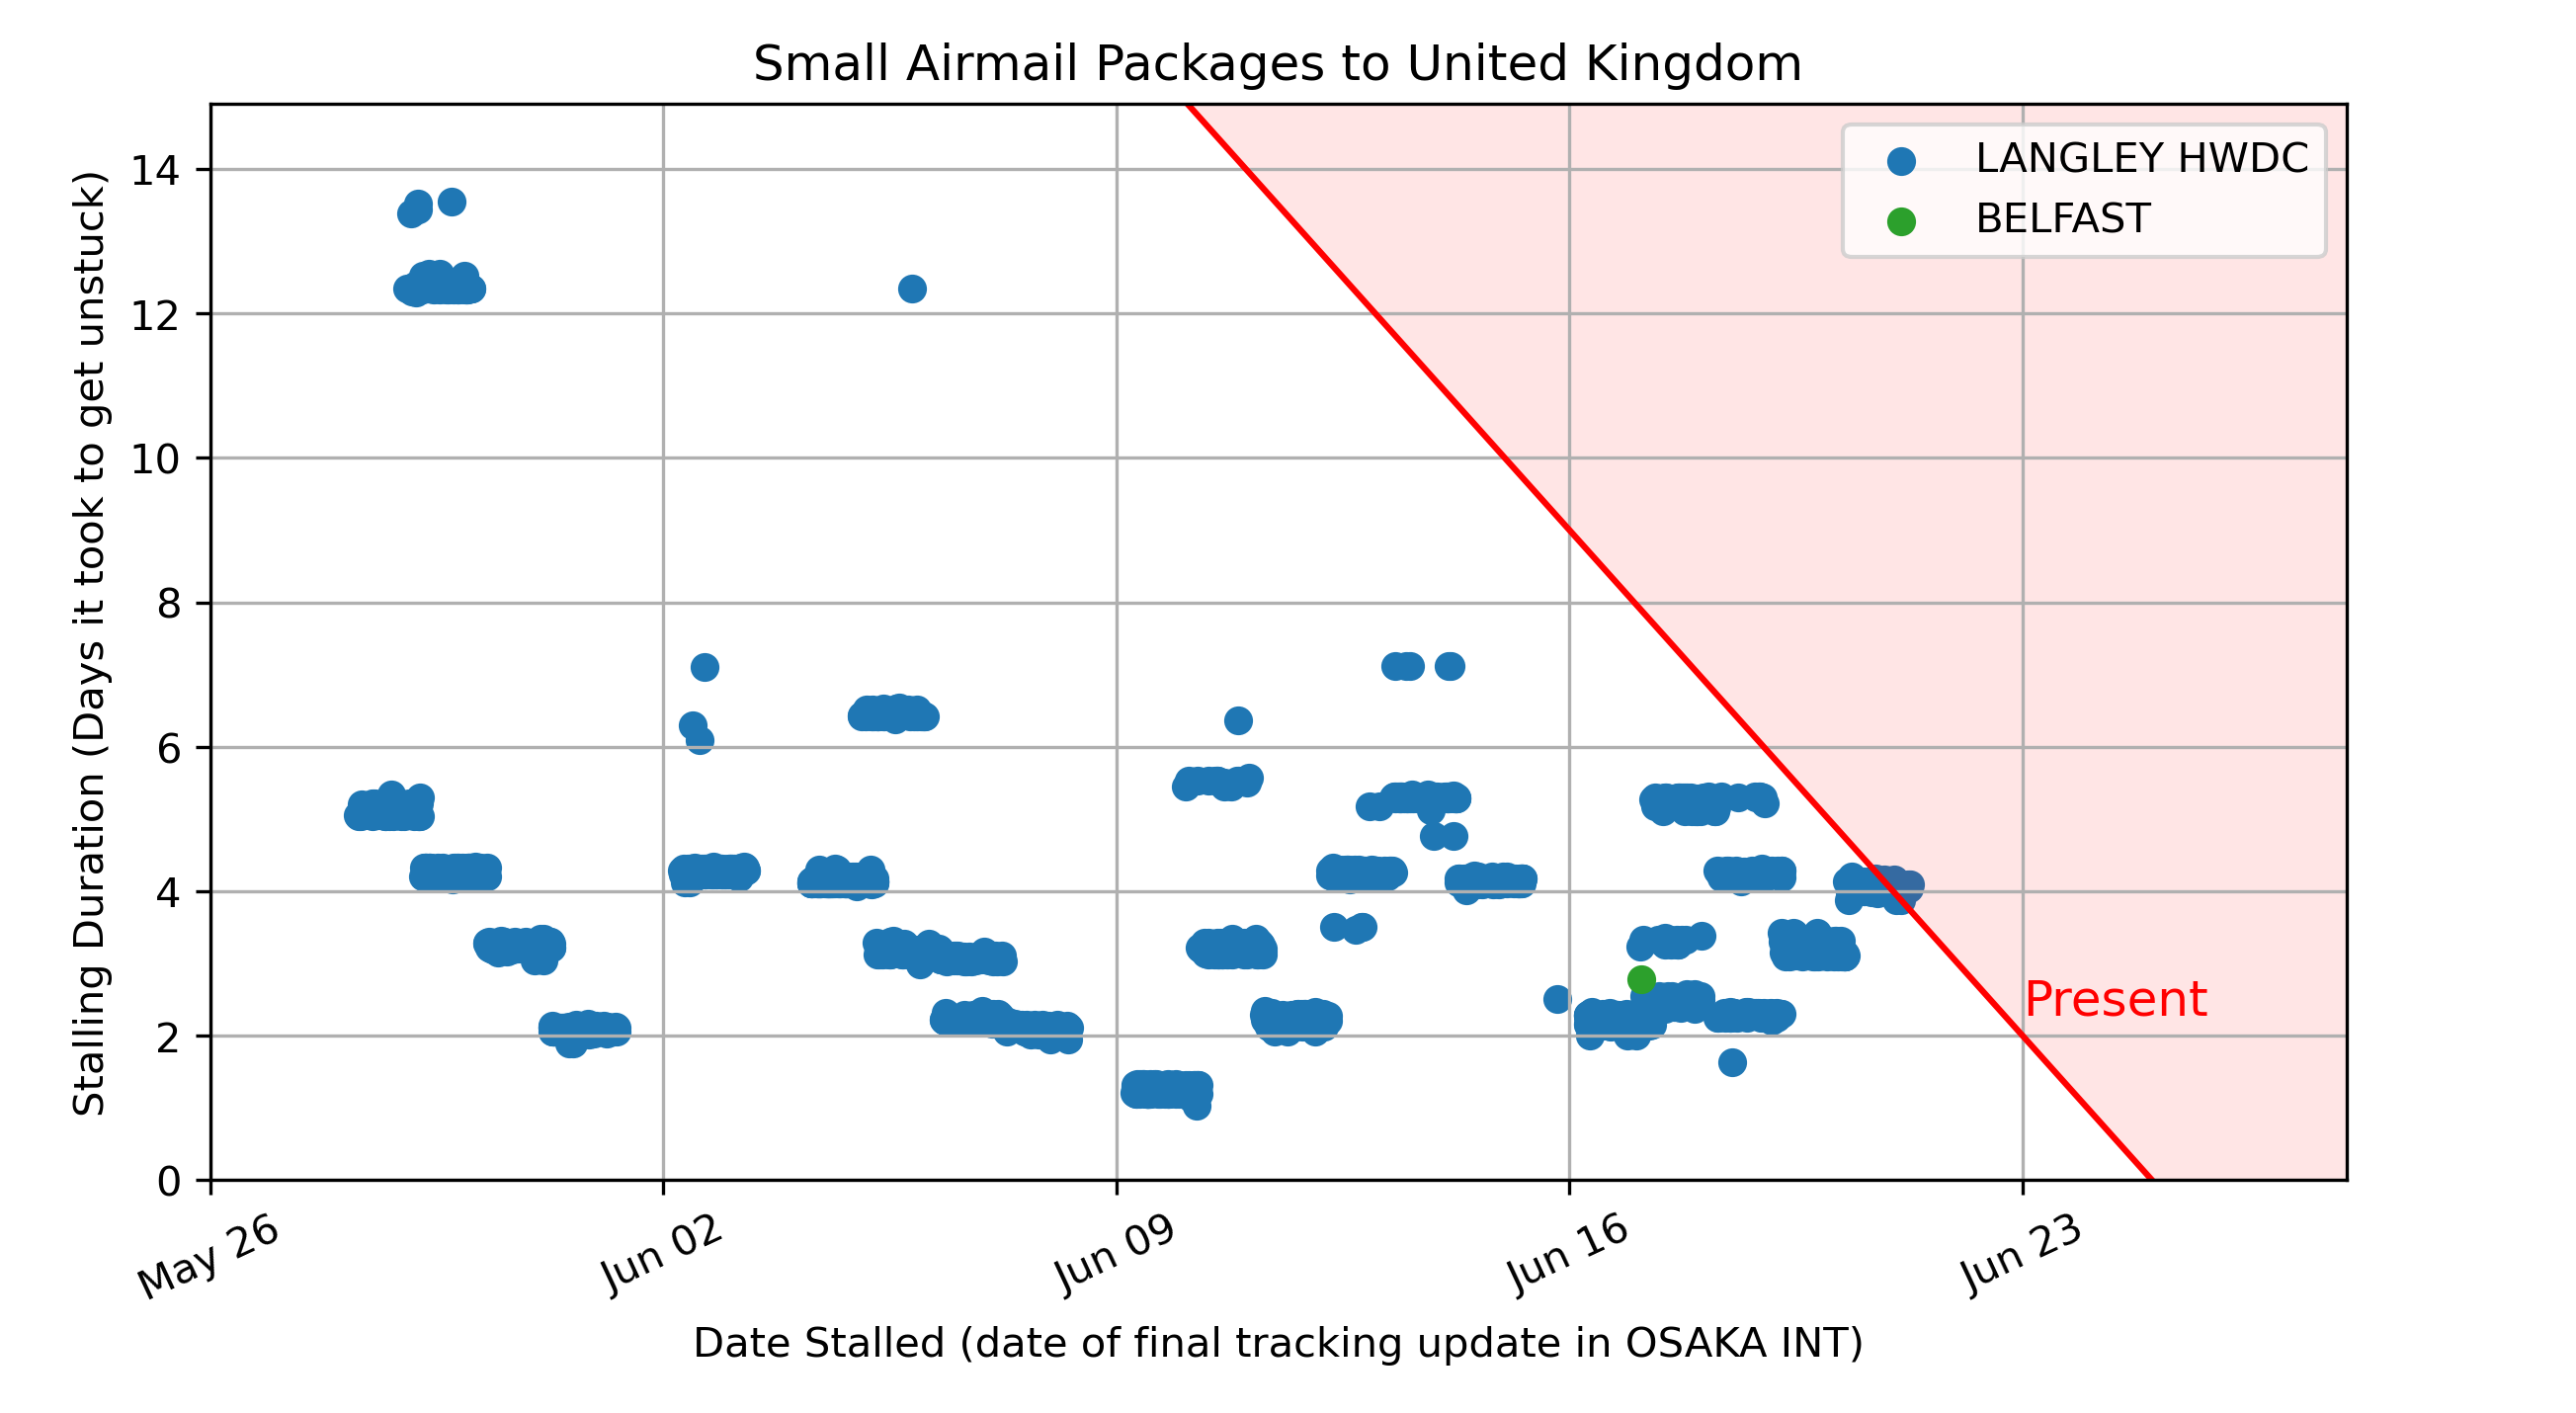 Small Airmail Packages to United Kingdom
Stalling Duration (Days it took to get unstuck)
14
12
10
8
6
4
2
0
LANGLEY HWDC
BELFAST
Present
May 26
Jun 02
Jun 09
Jun 16
Jun 23
Date Stalled (date of final tracking update in OSAKA INT)